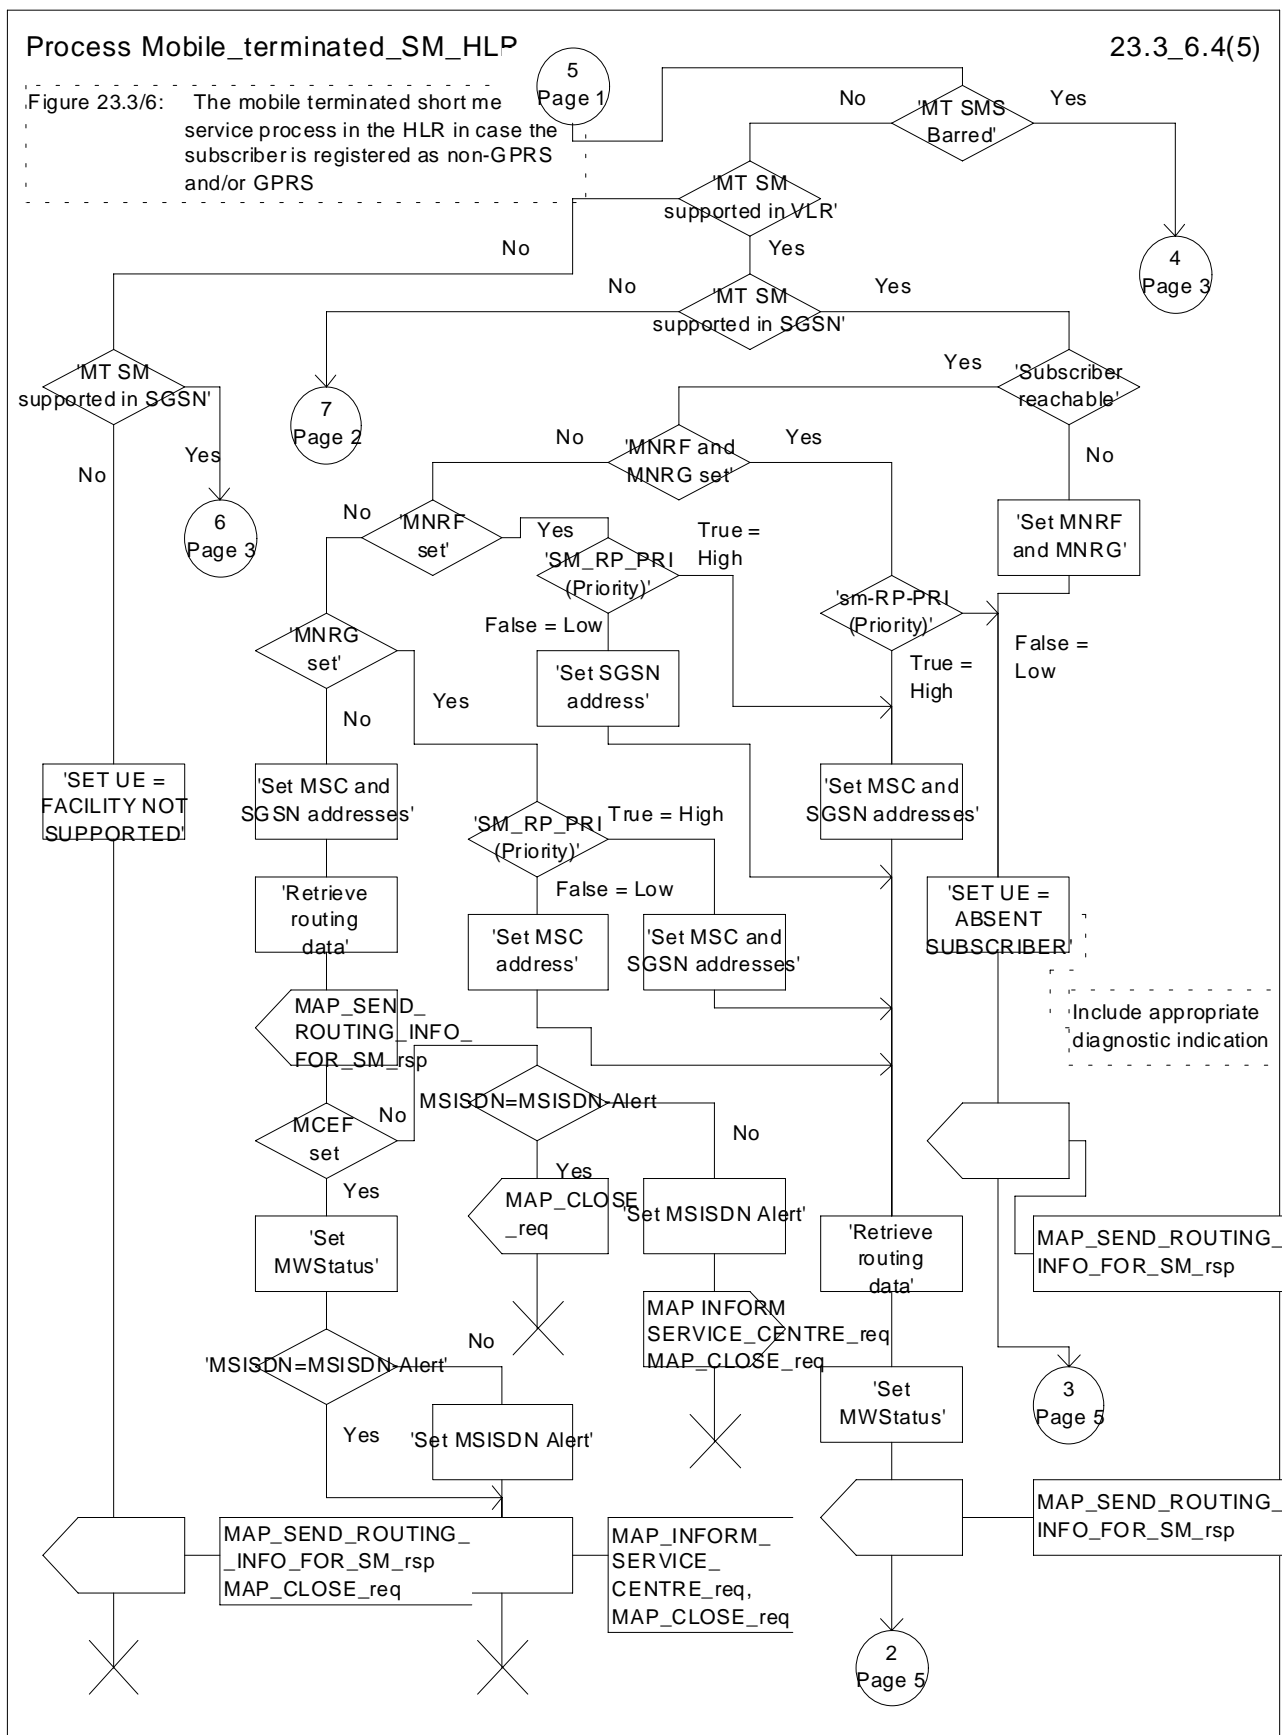 Process Mobile_terminated_SM_HLR
23.3_6.4(5)
5
Page 1
Figure 23.3/6: The mobile terminated short me
service process in the HLR in case the
subscriber is registered as non-GPRS
and/or GPRS
No
'MT SMS
Barred'
Yes
'MT SM
supported in VLR'
No
Yes
4
Page 3
No
'MT SM
supported in SGSN'
Yes
'MT SM
supported in SGSN'
7
Page 2
Yes
'Subscriber
reachable'
No
Yes
No
'MNRF and
MNRG set'
Yes
No
6
Page 3
No
'MNRF
set'
Yes
True =
High
'Set MNRF
and MNRG'
'SM_RP_PRI
(Priority)'
'sm-RP-PRI
(Priority)'
False = Low
False =
Low
True =
High
'MNRG
set'
'Set SGSN
address'
Yes
No
'SET UE =
FACILITY NOT
SUPPORTED'
'Set MSC and
SGSN addresses'
'SM_RP_PRI
(Priority)'
True = High
'Set MSC and
SGSN addresses'
False = Low
'Retrieve
routing
data'
'Set MSC
address'
'Set MSC and
SGSN addresses'
'SET UE =
ABSENT
SUBSCRIBER'
Include appropriate
diagnostic indication
MAP_SEND_
ROUTING_INFO_
FOR_SM_rsp
MSISDN=MSISDN-Alert
MCEF
set
No
No
Yes
Yes
MAP_CLOSE
_req
'Set MSISDN Alert'
'Set
MWStatus'
'Retrieve
routing
data'
MAP_SEND_ROUTING_
INFO_FOR_SM_rsp
MAP INFORM
SERVICE_CENTRE_req
MAP_CLOSE_req
'MSISDN=MSISDN-Alert'
No
'Set
MWStatus'
3
Page 5
Yes
'Set MSISDN Alert'
MAP_SEND_ROUTING_
_INFO_FOR_SM_rsp
MAP_CLOSE_req
MAP_INFORM_
SERVICE_
CENTRE_req,
MAP_CLOSE_req
MAP_SEND_ROUTING_
INFO_FOR_SM_rsp
2
Page 5